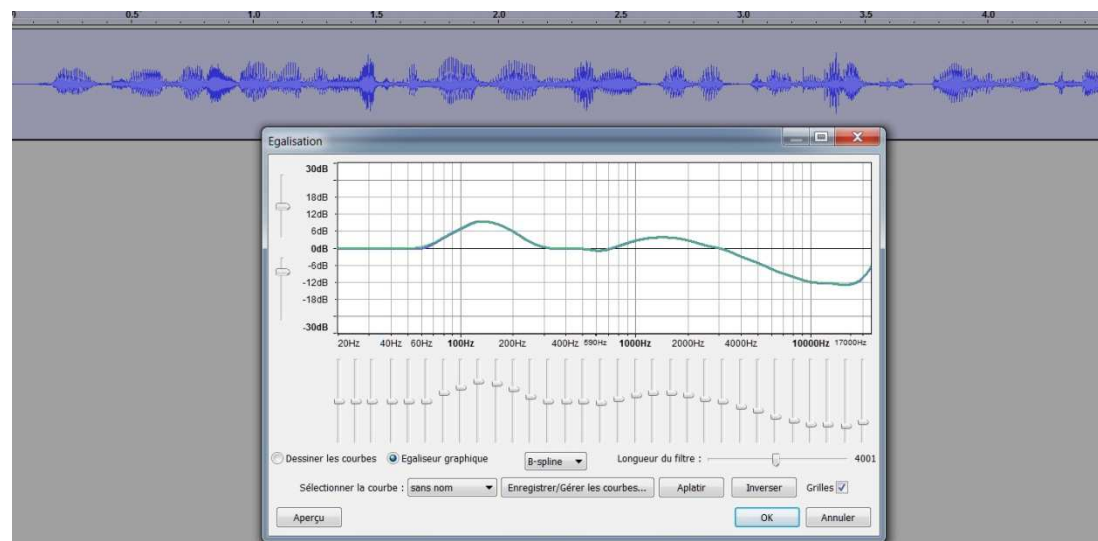 0.5 1.0 1.5 2.0 2.5 3.0 3.5 4.0
Egalisation
30dB
18dB
12dB
6dB
0dB
-6dB
-12dB
-18dB
-30dB
20Hz 40Hz 60Hz 100Hz 200Hz 400Hz 590Hz 1000Hz 2000Hz 4000Hz 10000Hz 17000Hz
Dessiner les courbes Egaliseur graphique B-spline Longueur du filtre : 4001
Sélectionner la courbe : sans nom Enregistrer/Gérer les courbes... Aplatir Inverser Grilles
Aperçu OK Annuler